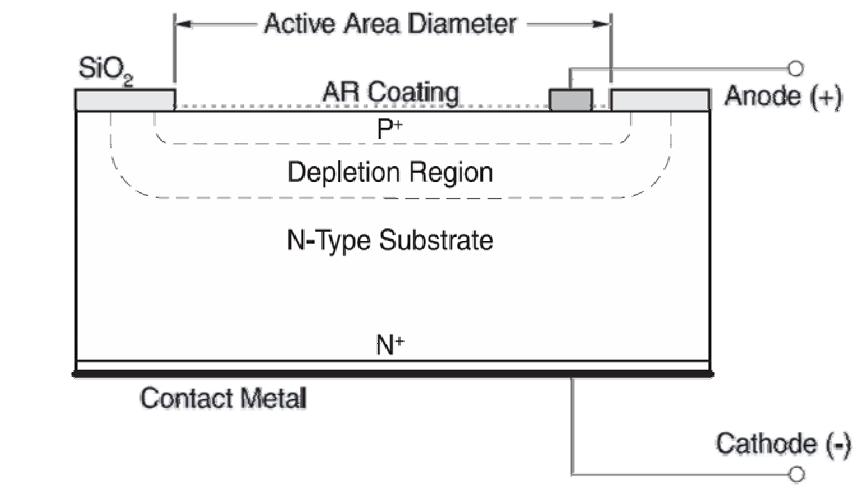 Active Area Diameter
SiO₂
AR Coating
Anode (+)
P⁺
Depletion Region
N-Type Substrate
N⁺
Contact Metal
Cathode (-)